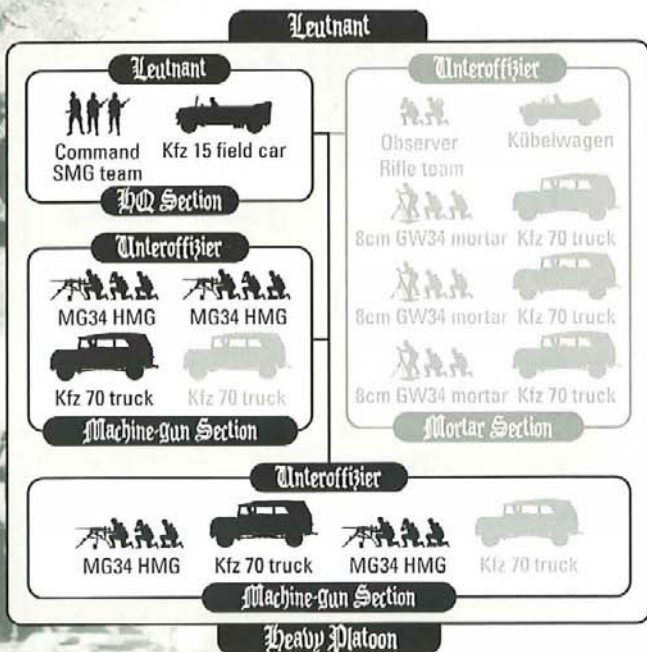 Leutnant
Leutnant
Command
SMG team
Kfz 15 field car
HQ Section
Unteroffizier
MG34 HMG MG34 HMG
Kfz 70 truck Kfz 70 truck
Machine-gun Section
Unteroffizier
Observer
Rifle team
Kübelwagen
8cm GW34 mortar Kfz 70 truck
8cm GW34 mortar Kfz 70 truck
8cm GW34 mortar Kfz 70 truck
Mortar Section
Unteroffizier
MG34 HMG Kfz 70 truck MG34 HMG Kfz 70 truck
Machine-gun Section
Heavy Platoon